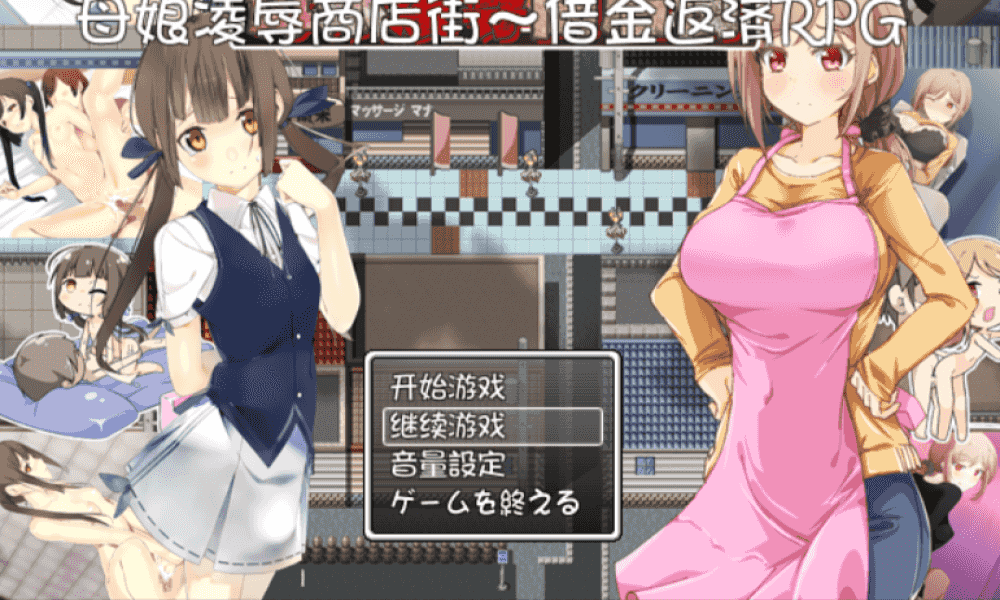 母娘凌辱商店街～借金返済RPG
マッサージ マナ
クリーニン
开始游戏
继续游戏
音量設定
ゲームを終える